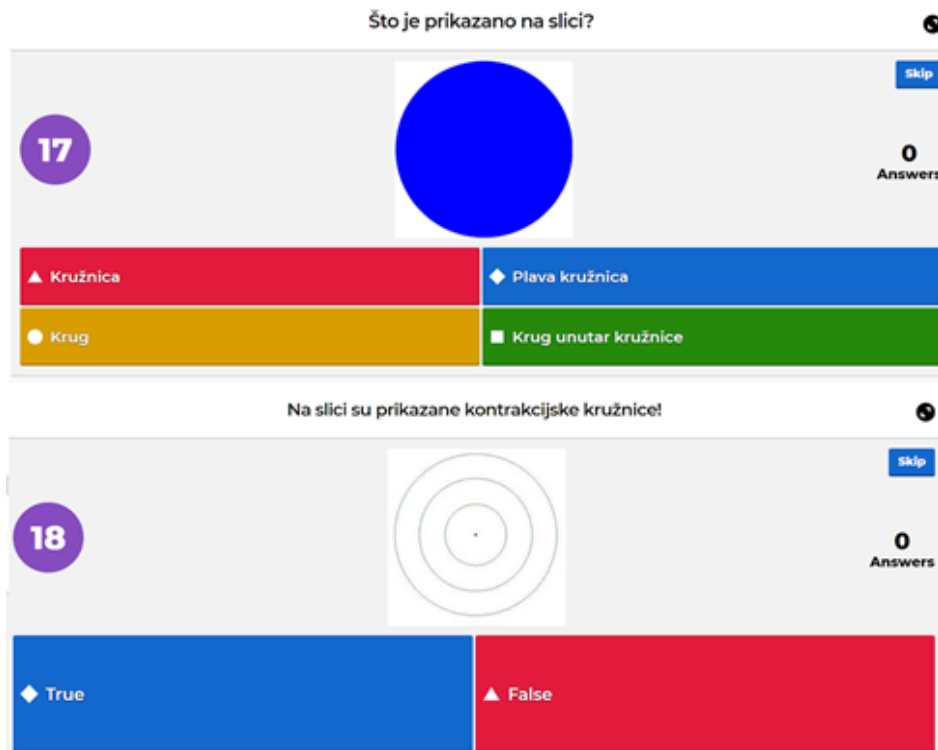 Što je prikazano na slici?
Skip
17
0
Answers
Kružnica
Plava kružnica
Krug
Krug unutar kružnice
Na slici su prikazane kontrakcijske kružnice!
Skip
18
0
Answers
True
False